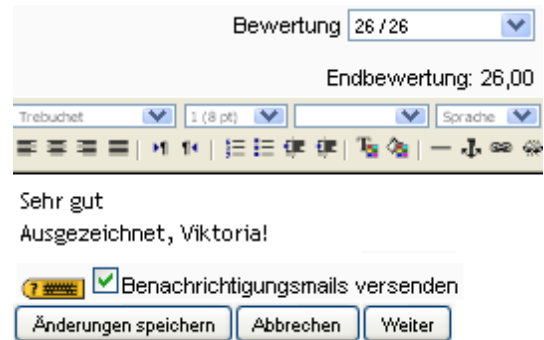 Bewertung 26 / 26
Endbewertung: 26,00
Trebuchet 1 (8 pt) Sprache
Sehr gut
Ausgezeichnet, Viktoria!
? Benachrichtigungsmails versenden
Änderungen speichern Abbrechen Weiter